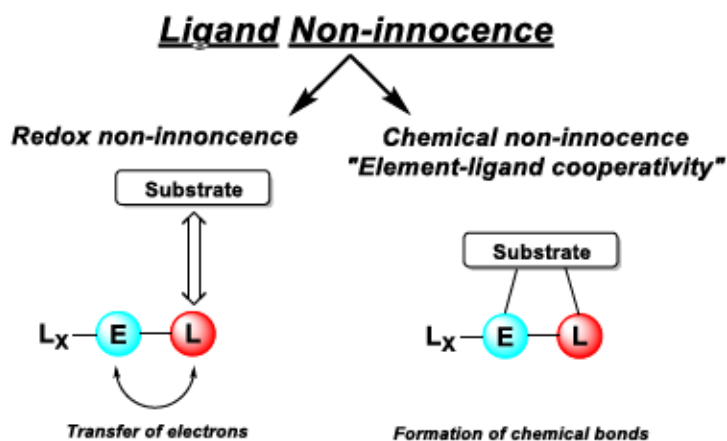 Ligand Non-innocence
Redox non-innoncence
Chemical non-innocence
"Element-ligand cooperativity"
Substrate
Substrate
Lx E L
Lx E L
Transfer of electrons
Formation of chemical bonds